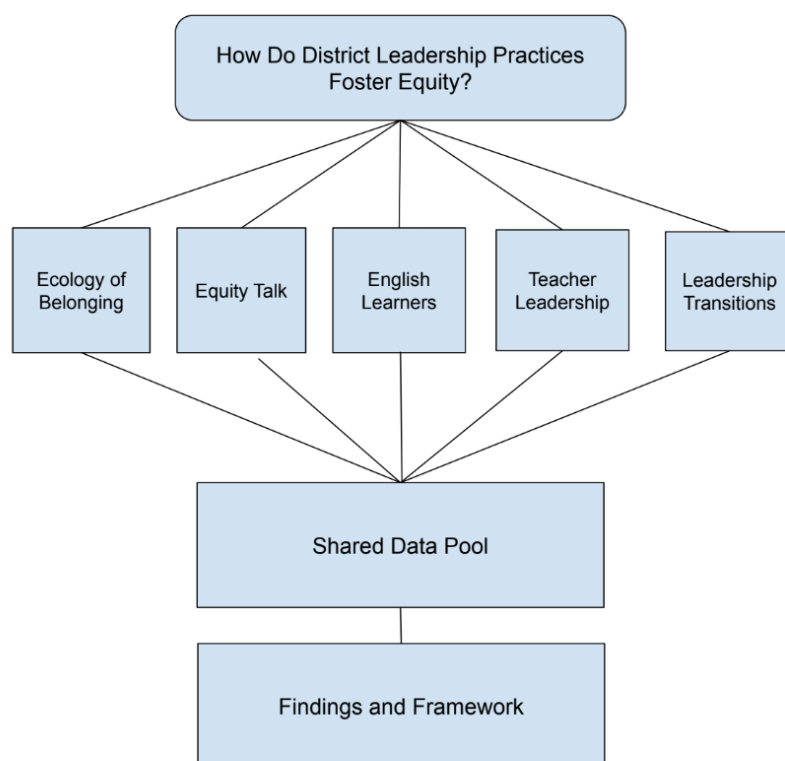 How Do District Leadership Practices
Foster Equity?
Ecology of
Belonging
Equity Talk
English
Learners
Teacher
Leadership
Leadership
Transitions
Shared Data Pool
Findings and Framework